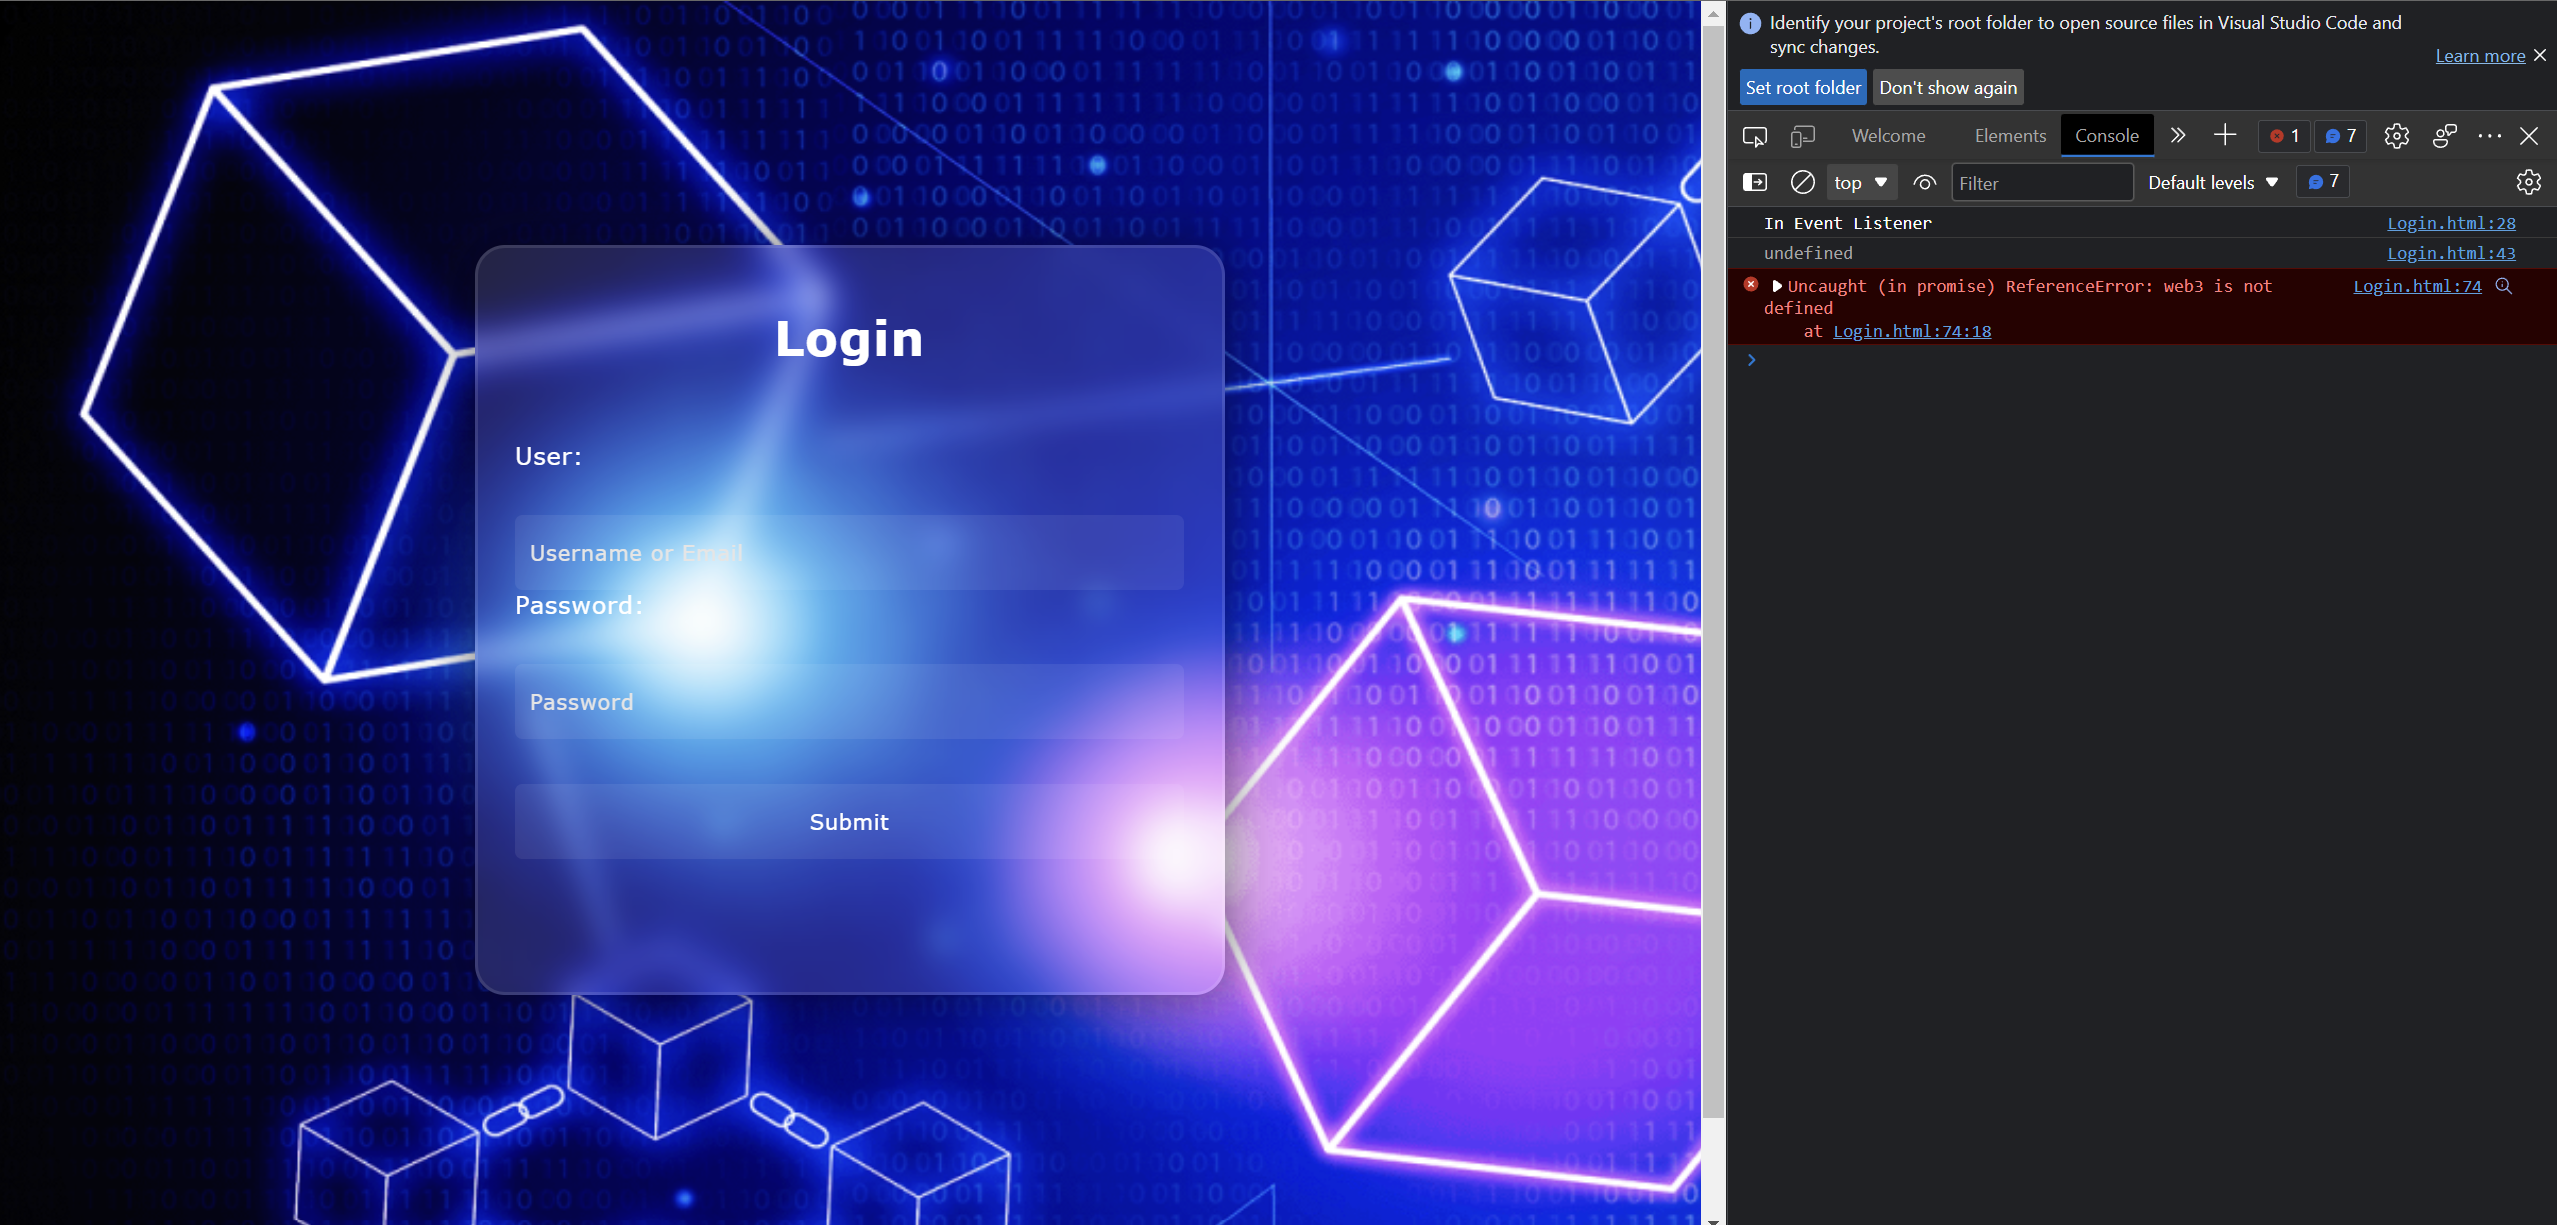 Login
User:
Username or Email
Password:
Password
Submit
Identify your project's root folder to open source files in Visual Studio Code and
sync changes.
Learn more
Set root folder
Don't show again
Welcome
Elements
Console
1
7
top
Filter
Default levels
7
In Event Listener
Login.html:28
undefined
Login.html:43
Uncaught (in promise) ReferenceError: web3 is not
Login.html:74
defined
at Login.html:74:18